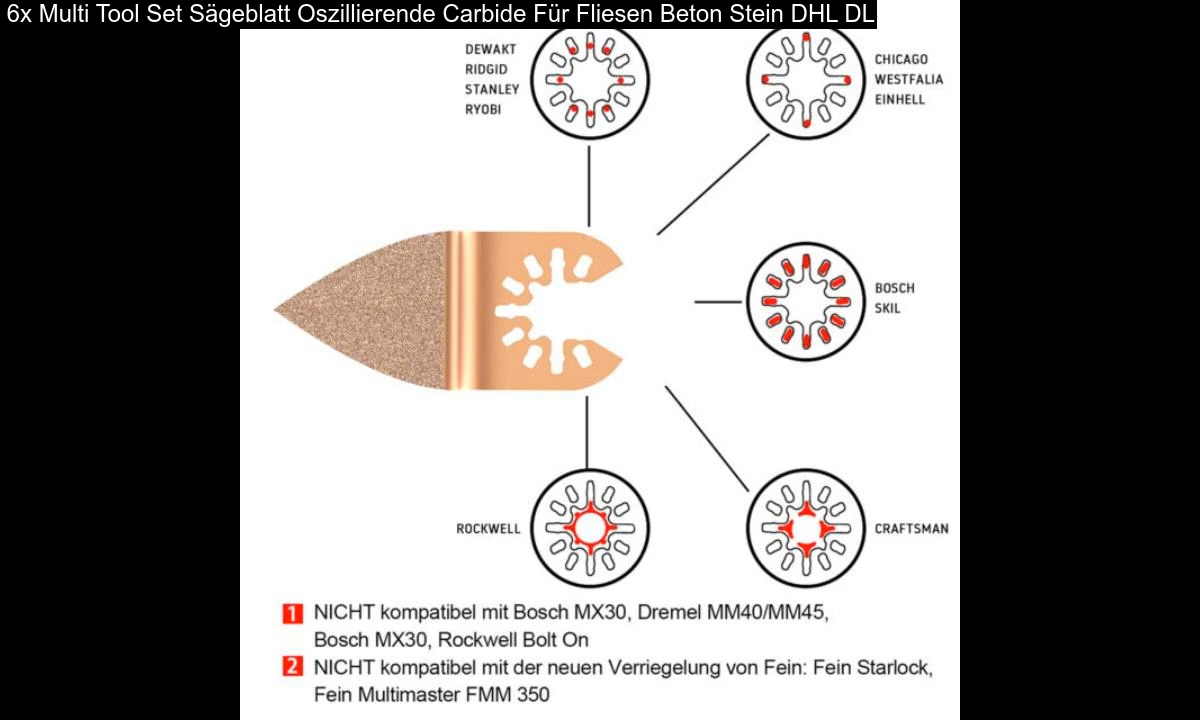 6x Multi Tool Set Sägeblatt Oszillierende Carbide Für Fliesen Beton Stein DHL DL
DEWAKT
RIDGID
STANLEY
RYOBI
CHICAGO
WESTFALIA
EINHELL
BOSCH
SKIL
ROCKWELL
CRAFTSMAN
1 NICHT kompatibel mit Bosch MX30, Dremel MM40/MM45,
Bosch MX30, Rockwell Bolt On
2 NICHT kompatibel mit der neuen Verriegelung von Fein: Fein Starlock,
Fein Multimaster FMM 350